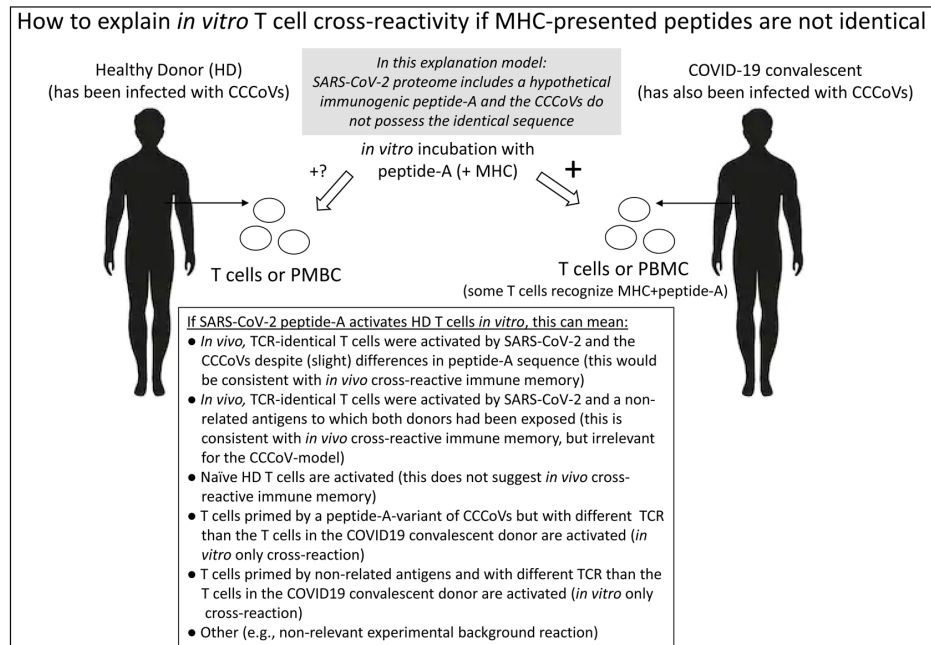 How to explain in vitro T cell cross-reactivity if MHC-presented peptides are not identical
Healthy Donor (HD)
(has been infected with CCCoVs)
In this explanation model:
SARS-CoV-2 proteome includes a hypothetical
immunogenic peptide-A and the CCCoVs do
not possess the identical sequence
COVID-19 convalescent
(has also been infected with CCCoVs)
in vitro incubation with
peptide-A (+ MHC)
+?
+
T cells or PMBC
T cells or PBMC
(some T cells recognize MHC+peptide-A)
If SARS-CoV-2 peptide-A activates HD T cells in vitro, this can mean:
● In vivo, TCR-identical T cells were activated by SARS-CoV-2 and the
CCCoVs despite (slight) differences in peptide-A sequence (this would
be consistent with in vivo cross-reactive immune memory)
● In vivo, TCR-identical T cells were activated by SARS-CoV-2 and a non-
related antigens to which both donors had been exposed (this is
consistent with in vivo cross-reactive immune memory, but irrelevant
for the CCCoV-model)
● Naïve HD T cells are activated (this does not suggest in vivo cross-
reactive immune memory)
● T cells primed by a peptide-A-variant of CCCoVs but with different TCR
than the T cells in the COVID19 convalescent donor are activated (in
vitro only cross-reaction)
● T cells primed by non-related antigens and with different TCR than the
T cells in the COVID19 convalescent donor are activated (in vitro only
cross-reaction)
● Other (e.g., non-relevant experimental background reaction)